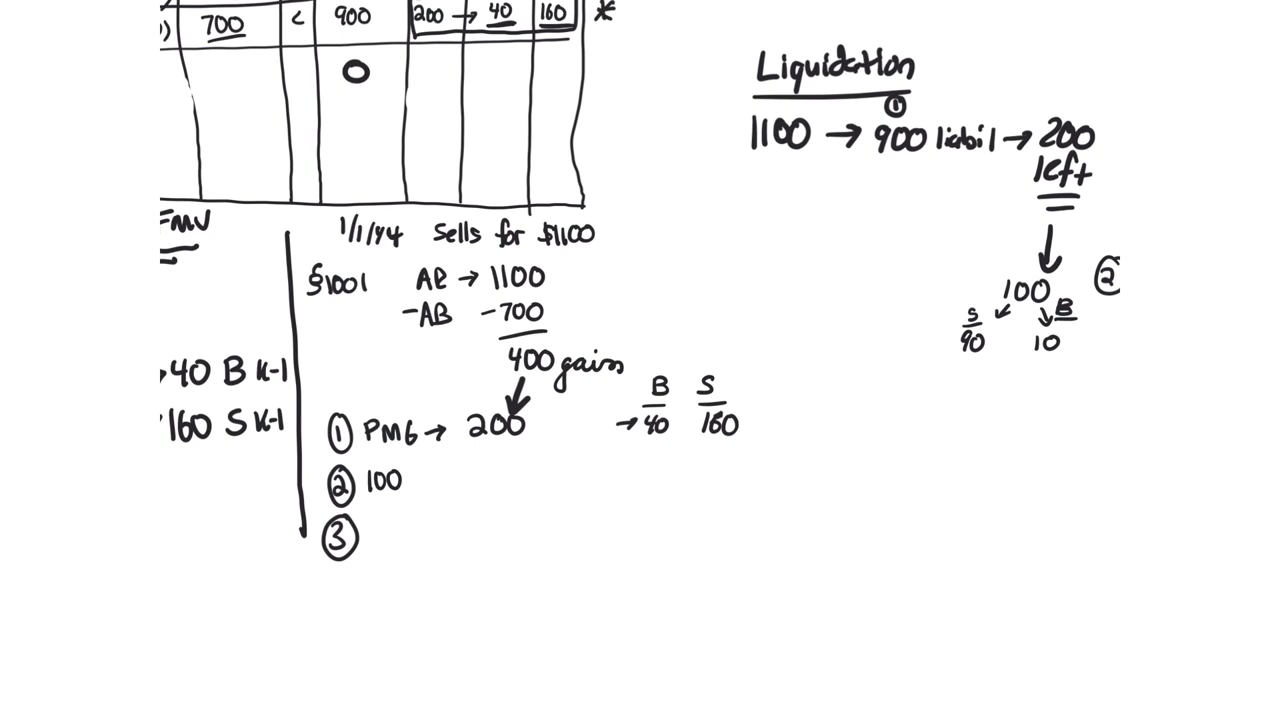 ) 700 < 900 200 → 40 160 *
0
FMV
40 B K-1
160 S K-1
1/1/94 Sells for $1100
§1001 AR → 1100
-AB -700
400 gain
① PMG → 200
→ B 40 S 160
② 100
③
Liquidation
①
1100 → 900 liabil → 200
left
100 ②
S B
90 10